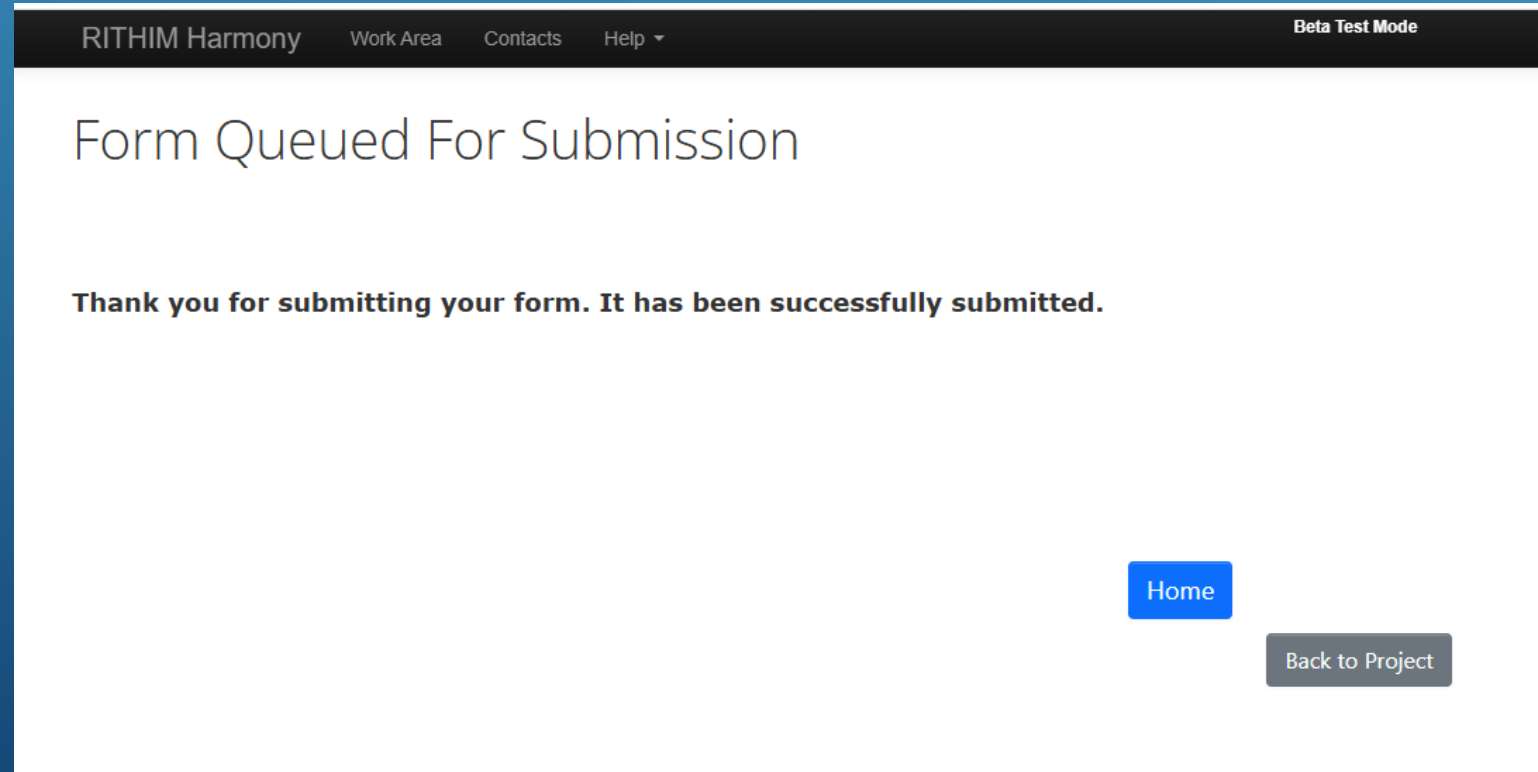 RITHIM Harmony Work Area Contacts Help Beta Test Mode
Form Queued For Submission
Thank you for submitting your form. It has been successfully submitted.
Home
Back to Project